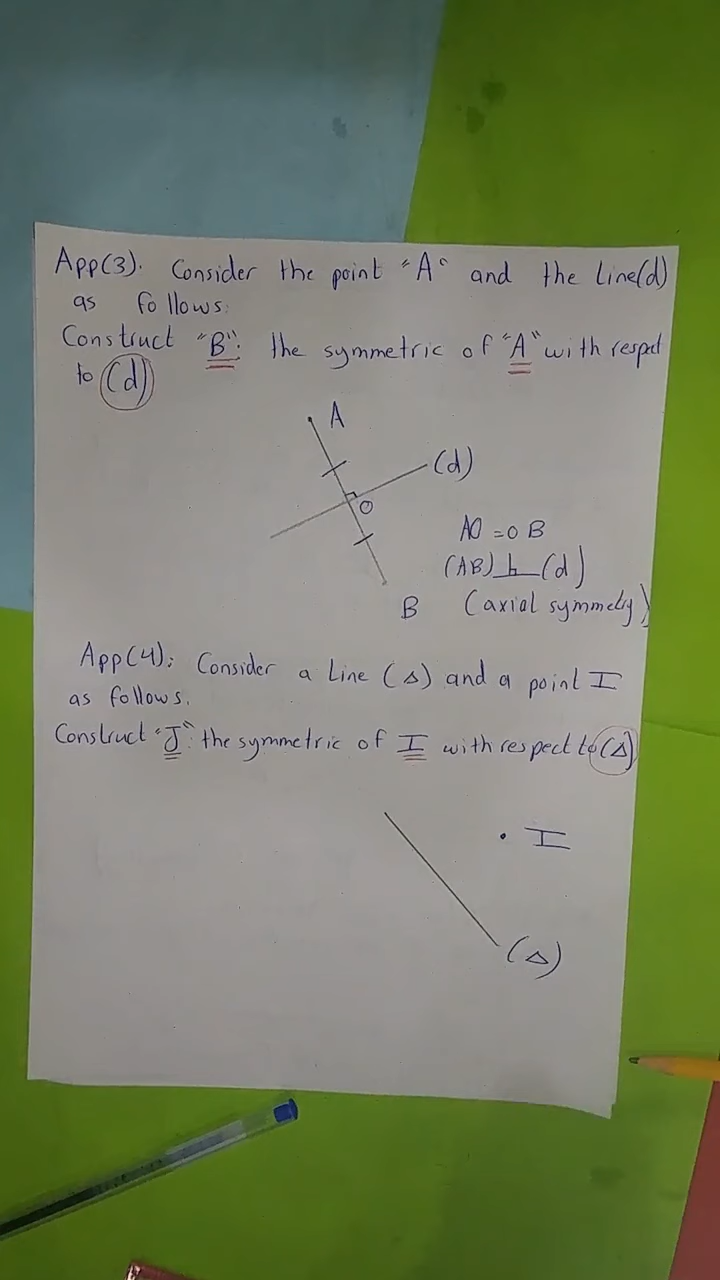 App(3). Consider the point "A" and the Line(d)
as follows:
Construct "B": the symmetric of "A" with respect
to (d)
A
(d)
O
AO = OB
(AB) ⊥ (d)
B (axial symmetry)
App(4): Consider a Line (Δ) and a point I
as follows.
Construct "J": the symmetric of I with respect to (Δ)
I
(Δ)